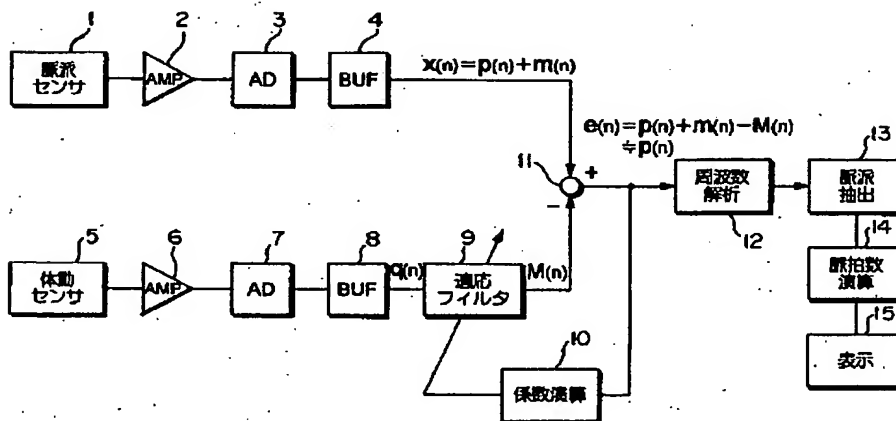 1
脈派
センサ
2
AMP
3
AD
4
BUF
x(n)=p(n)+m(n)
e(n)=p(n)+m(n)-M(n)
≒p(n)
11
+
-
周波数
解析
12
13
脈派
抽出
14
脈拍数
演算
15
表示
5
体動
センサ
6
AMP
7
AD
8
BUF
q(n)
9
適応
フィルタ
M(n)
10
係数演算